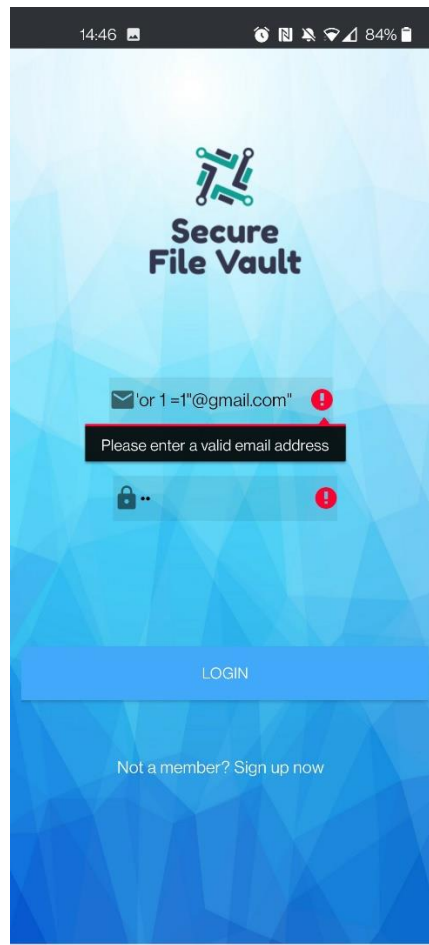 14:46 84%
Secure
File Vault
'or 1 =1"@gmail.com"
Please enter a valid email address
••
LOGIN
Not a member? Sign up now